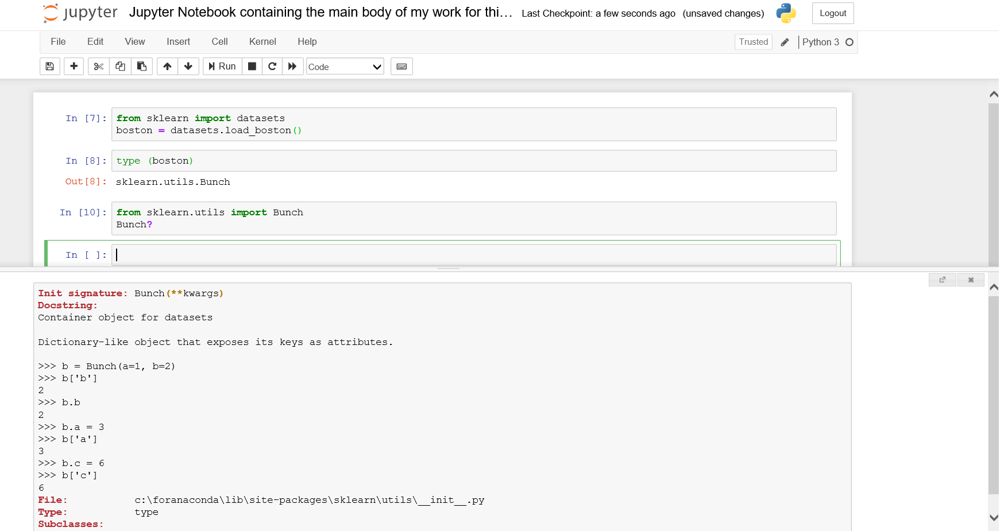 jupyter Jupyter Notebook containing the main body of my work for thi… Last Checkpoint: a few seconds ago (unsaved changes) Logout
File Edit View Insert Cell Kernel Help Trusted Python 3
Run Code
In [7]: from sklearn import datasets
boston = datasets.load_boston()
In [8]: type (boston)
Out[8]: sklearn.utils.Bunch
In [10]: from sklearn.utils import Bunch
Bunch?
In [ ]:
Init signature: Bunch(**kwargs)
Docstring:
Container object for datasets
Dictionary-like object that exposes its keys as attributes.
>>> b = Bunch(a=1, b=2)
>>> b['b']
2
>>> b.b
2
>>> b.a = 3
>>> b['a']
3
>>> b.c = 6
>>> b['c']
6
File: c:\foranaconda\lib\site-packages\sklearn\utils\__init__.py
Type: type
Subclasses: